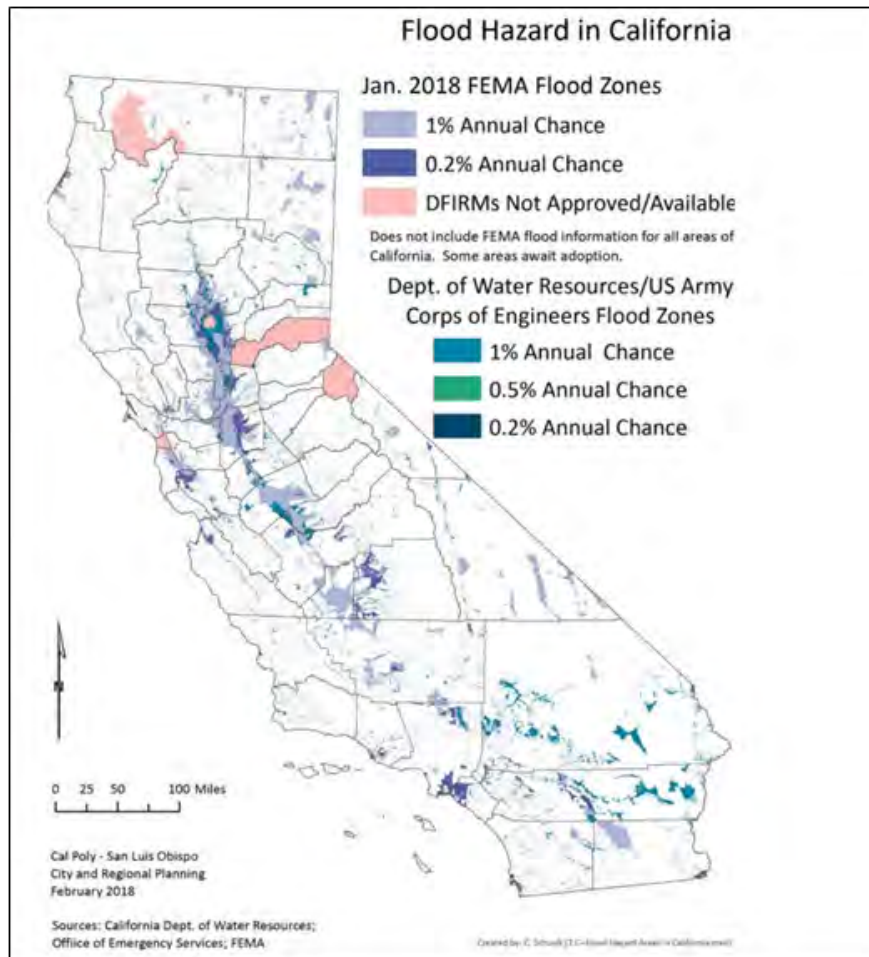 Flood Hazard in California
Jan. 2018 FEMA Flood Zones
1% Annual Chance
0.2% Annual Chance
DFIRMs Not Approved/Available
Does not include FEMA flood information for all areas of
California. Some areas await adoption.
Dept. of Water Resources/US Army
Corps of Engineers Flood Zones
1% Annual Chance
0.5% Annual Chance
0.2% Annual Chance
N
0 25 50 100 Miles
Cal Poly - San Luis Obispo
City and Regional Planning
February 2018
Sources: California Dept. of Water Resources;
Offiice of Emergency Services; FEMA
Created by: C.